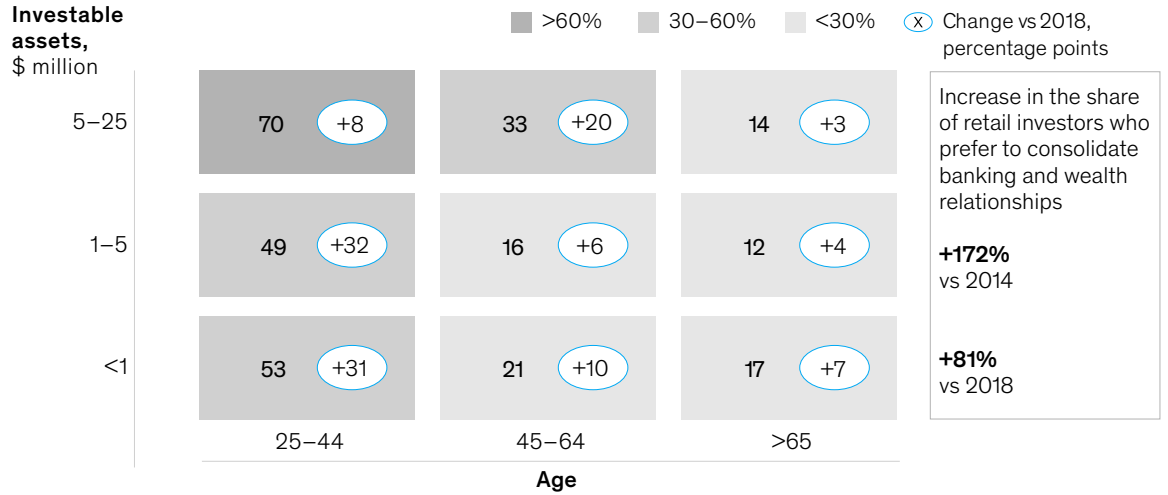 Investable
assets,
$ million
>60%
30–60%
<30%
X Change vs 2018,
percentage points
5–25
70 +8
33 +20
14 +3
1–5
49 +32
16 +6
12 +4
<1
53 +31
21 +10
17 +7
25–44
45–64
>65
Age
Increase in the share
of retail investors who
prefer to consolidate
banking and wealth
relationships
+172%
vs 2014
+81%
vs 2018